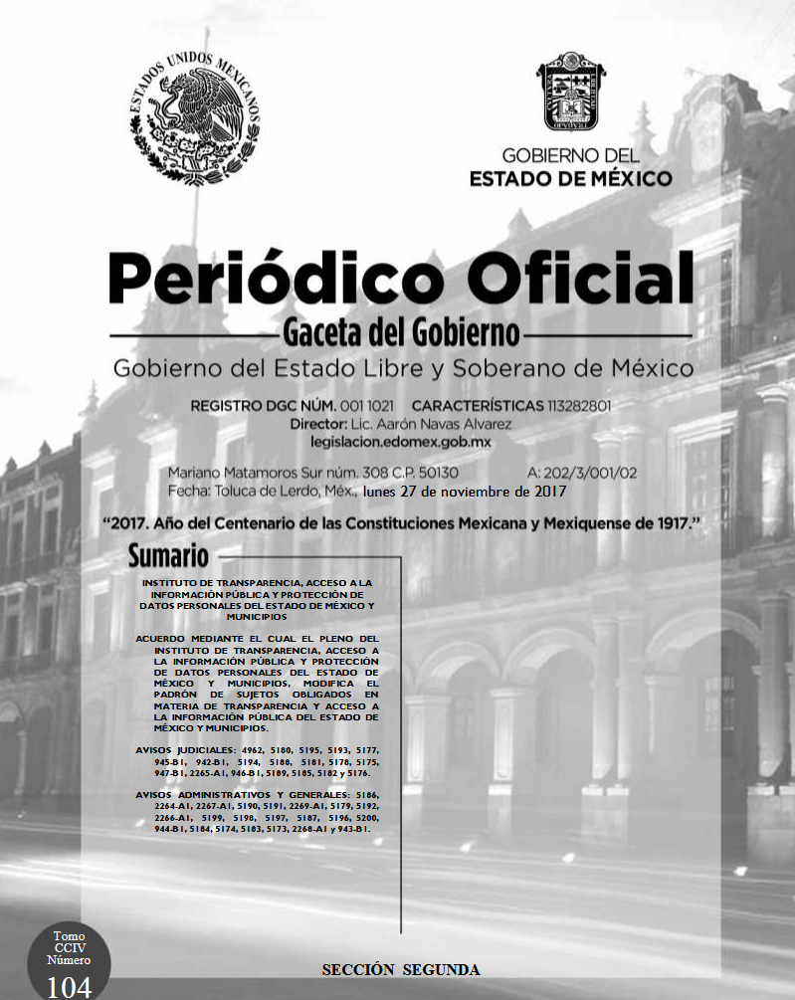 ESTADOS UNIDOS MEXICANOS
GOBIERNO DEL
ESTADO DE MÉXICO
Periódico Oficial
Gaceta del Gobierno
Gobierno del Estado Libre y Soberano de México
REGISTRO DGC NÚM. 001 1021 CARACTERÍSTICAS 113282801
Director: Lic. Aarón Navas Alvarez
legislacion.edomex.gob.mx
Mariano Matamoros Sur núm. 308 C.P. 50130 A: 202/3/001/02
Fecha: Toluca de Lerdo, Méx., lunes 27 de noviembre de 2017
“2017. Año del Centenario de las Constituciones Mexicana y Mexiquense de 1917.”
Sumario
INSTITUTO DE TRANSPARENCIA, ACCESO A LA
INFORMACIÓN PÚBLICA Y PROTECCIÓN DE
DATOS PERSONALES DEL ESTADO DE MÉXICO Y
MUNICIPIOS
ACUERDO MEDIANTE EL CUAL EL PLENO DEL
INSTITUTO DE TRANSPARENCIA, ACCESO A
LA INFORMACIÓN PÚBLICA Y PROTECCIÓN
DE DATOS PERSONALES DEL ESTADO DE
MÉXICO Y MUNICIPIOS, MODIFICA EL
PADRÓN DE SUJETOS OBLIGADOS EN
MATERIA DE TRANSPARENCIA Y ACCESO A
LA INFORMACIÓN PÚBLICA DEL ESTADO DE
MÉXICO Y MUNICIPIOS.
AVISOS JUDICIALES: 4962, 5180, 5195, 5193, 5177,
945-B1, 942-B1, 5194, 5188, 5181, 5178, 5175,
947-B1, 2265-A1, 946-B1, 5189, 5185, 5182 y 5176.
AVISOS ADMINISTRATIVOS Y GENERALES: 5186,
2264-A1, 2267-A1, 5190, 5191, 2269-A1, 5179, 5192,
2266-A1, 5199, 5198, 5197, 5187, 5196, 5200,
944-B1, 5184, 5174, 5183, 5173, 2268-A1 y 943-B1.
Tomo
CCIV
Número
104
SECCIÓN SEGUNDA